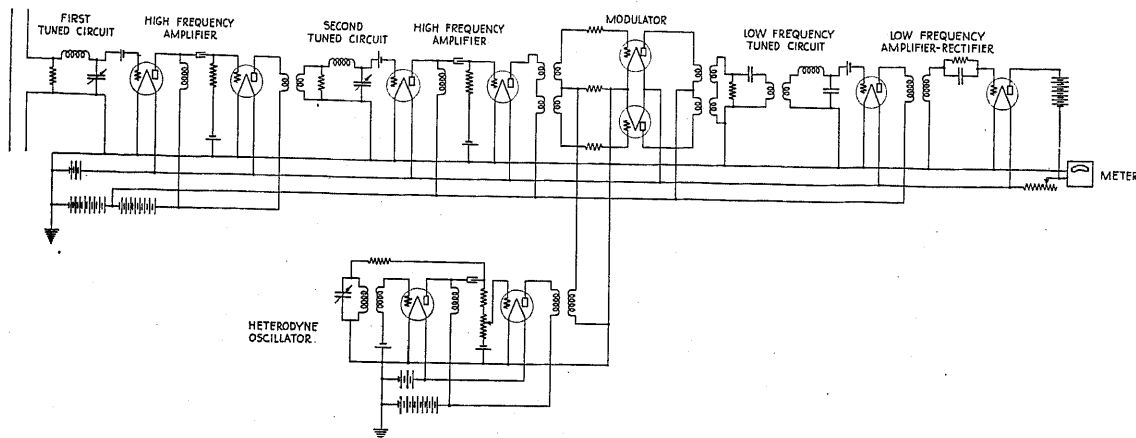 FIRST
TUNED CIRCUIT
HIGH FREQUENCY
AMPLIFIER
SECOND
TUNED CIRCUIT
HIGH FREQUENCY
AMPLIFIER
MODULATOR
LOW FREQUENCY
TUNED CIRCUIT
LOW FREQUENCY
AMPLIFIER-RECTIFIER
METER
HETERODYNE
OSCILLATOR.